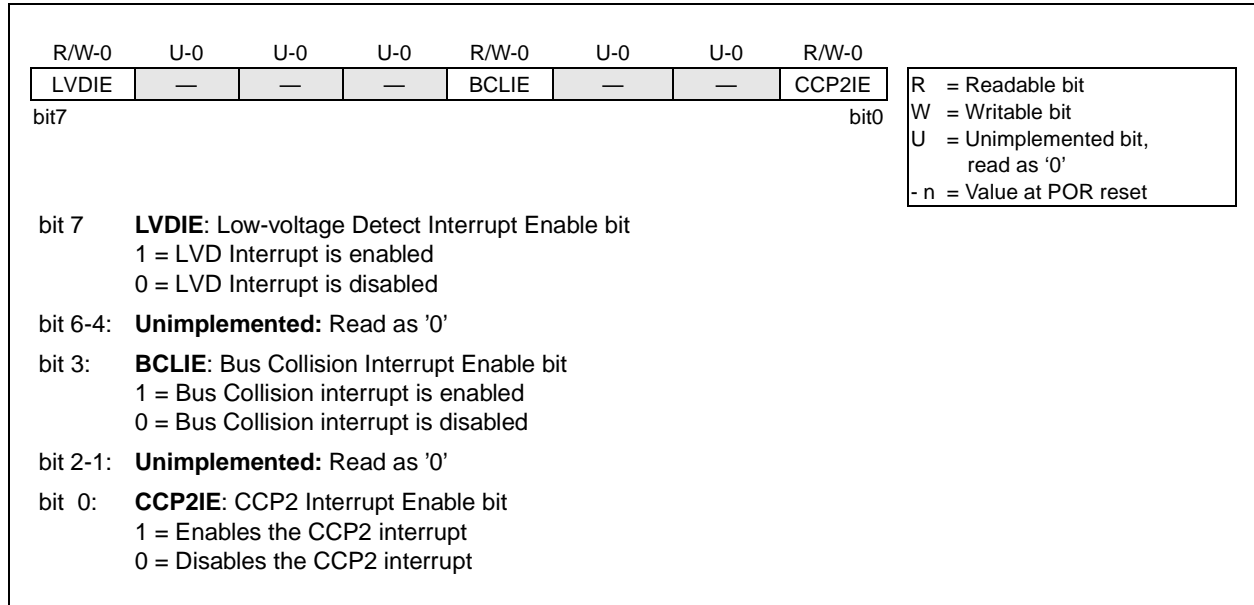 R/W-0 U-0 U-0 U-0 R/W-0 U-0 U-0 R/W-0
LVDIE — — — BCLIE — — CCP2IE
bit7 bit0
R = Readable bit
W = Writable bit
U = Unimplemented bit,
read as ‘0’
- n = Value at POR reset
bit 7 LVDIE: Low-voltage Detect Interrupt Enable bit
1 = LVD Interrupt is enabled
0 = LVD Interrupt is disabled
bit 6-4: Unimplemented: Read as '0'
bit 3: BCLIE: Bus Collision Interrupt Enable bit
1 = Bus Collision interrupt is enabled
0 = Bus Collision interrupt is disabled
bit 2-1: Unimplemented: Read as '0'
bit 0: CCP2IE: CCP2 Interrupt Enable bit
1 = Enables the CCP2 interrupt
0 = Disables the CCP2 interrupt